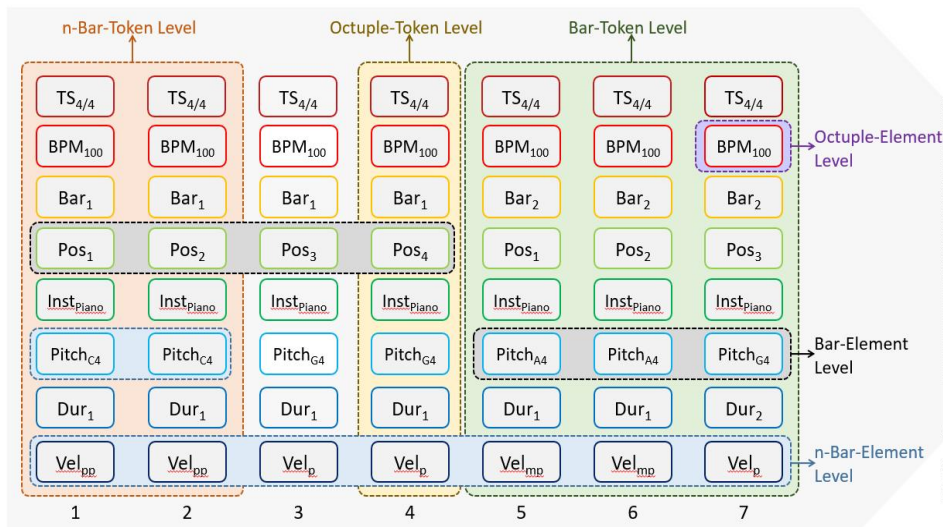 n-Bar-Token Level Octuple-Token Level Bar-Token Level
TS4/4 TS4/4 TS4/4 TS4/4 TS4/4 TS4/4 TS4/4
BPM100 BPM100 BPM100 BPM100 BPM100 BPM100 BPM100 Octuple-Element
Level
Bar1 Bar1 Bar1 Bar1 Bar2 Bar2 Bar2
Pos1 Pos2 Pos3 Pos4 Pos1 Pos2 Pos3
InstPiano InstPiano InstPiano InstPiano InstPiano InstPiano InstPiano
PitchC4 PitchC4 PitchG4 PitchG4 PitchA4 PitchA4 PitchG4 Bar-Element
Level
Dur1 Dur1 Dur1 Dur1 Dur1 Dur1 Dur2
Velpp Velpp Velp Velp Velmp Velmp Velp n-Bar-Element
Level
1 2 3 4 5 6 7